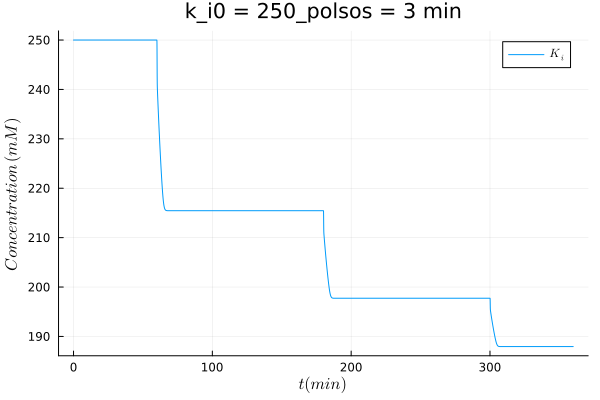 k_i0 = 250_polsos = 3 min
250
240
230
220
210
200
190
Concentration (mM)
K_i
0
100
200
300
t(min)